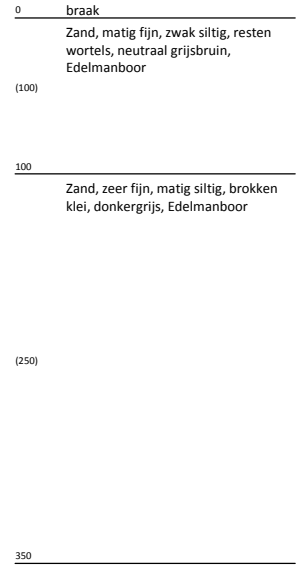 0 braak
Zand, matig fijn, zwak siltig, resten
wortels, neutraal grijsbruin,
Edelmanboor
(100)
100
Zand, zeer fijn, matig siltig, brokken
klei, donkergrijs, Edelmanboor
(250)
350